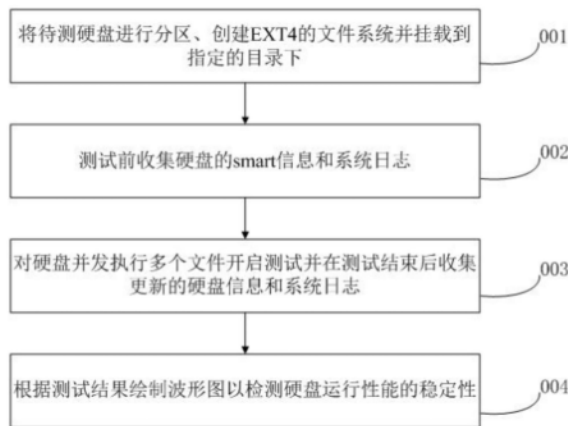 将待测硬盘进行分区、创建EXT4的文件系统并挂载到
指定的目录下
001
测试前收集硬盘的smart信息和系统日志
002
对硬盘并发执行多个文件开启测试并在测试结束后收集
更新的硬盘信息和系统日志
003
根据测试结果绘制波形图以检测硬盘运行性能的稳定性
004